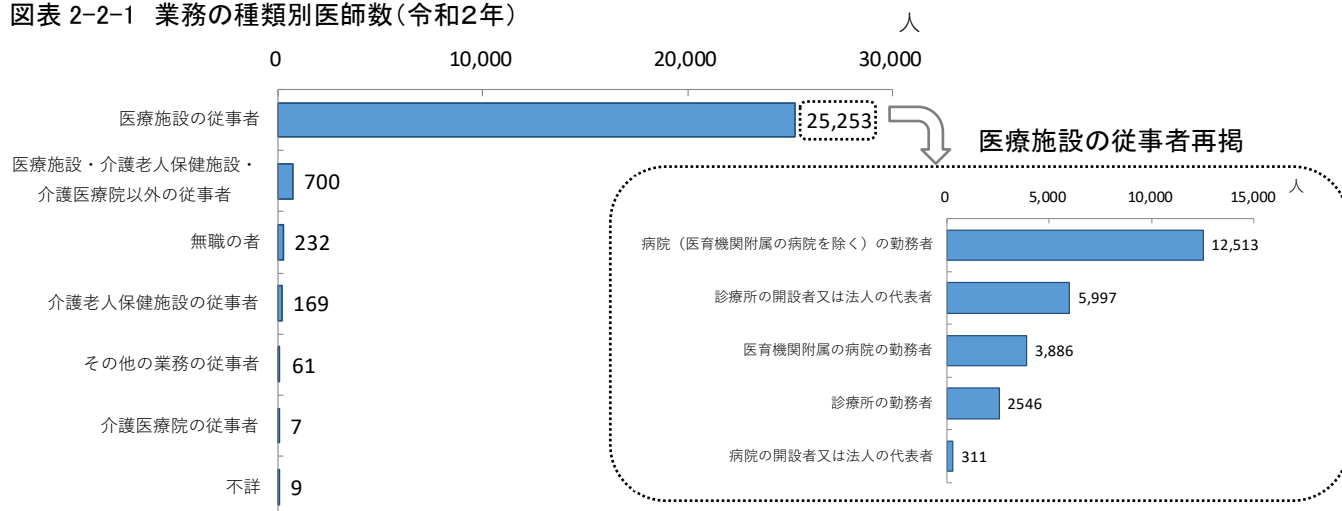 図表 2-2-1 業務の種類別医師数（令和２年）
人
0 10,000 20,000 30,000
医療施設の従事者 25,253
医療施設・介護老人保健施設・
介護医療院以外の従事者 700
無職の者 232
介護老人保健施設の従事者 169
その他の業務の従事者 61
介護医療院の従事者 7
不詳 9
医療施設の従事者再掲
人
0 5,000 10,000 15,000
病院（医育機関附属の病院を除く）の勤務者 12,513
診療所の開設者又は法人の代表者 5,997
医育機関附属の病院の勤務者 3,886
診療所の勤務者 2546
病院の開設者又は法人の代表者 311